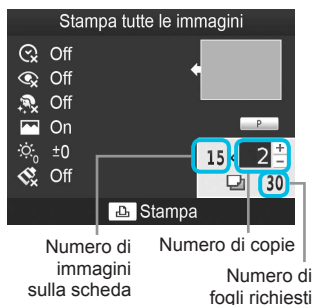 Stampa tutte le immagini
Off
Off
Off
On
P
±0
15 2 + −
Off
30
Stampa
Numero di immagini sulla scheda
Numero di copie
Numero di fogli richiesti